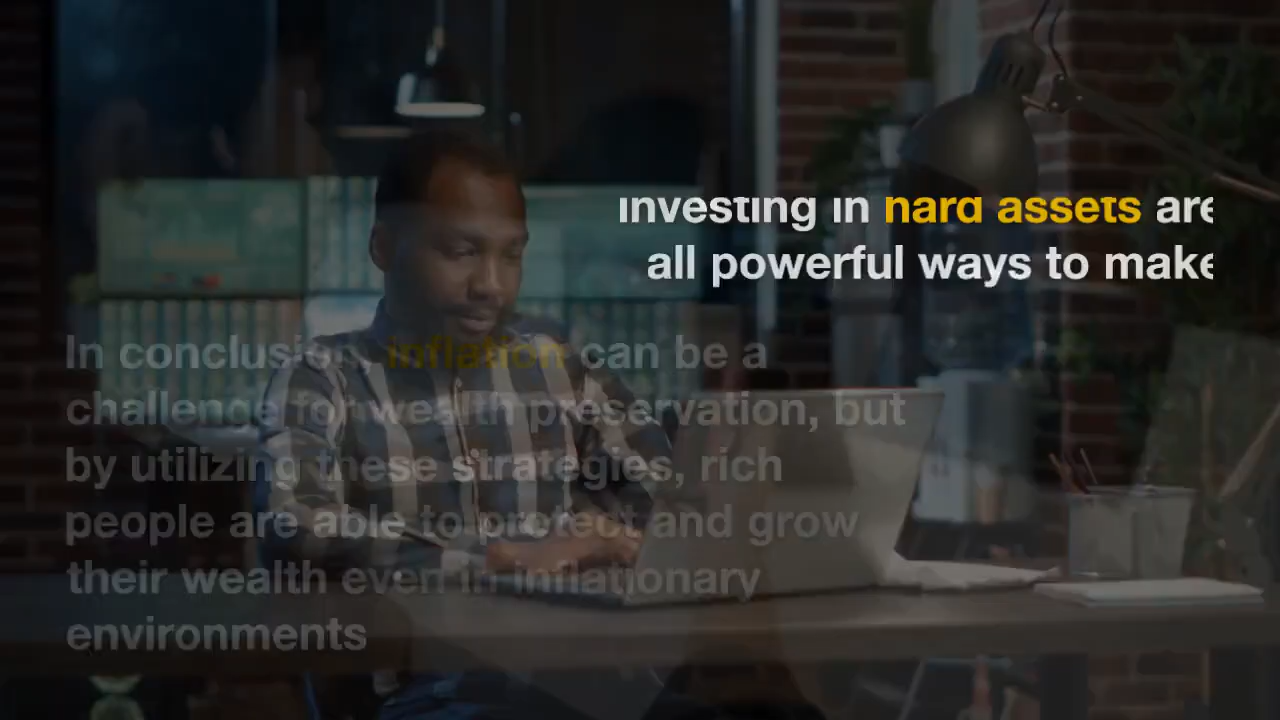 investing in hard assets are
all powerful ways to make
In conclusion, inflation can be a
challenge for wealth preservation, but
by utilizing these strategies, rich
people are able to protect and grow
their wealth even in inflationary
environments